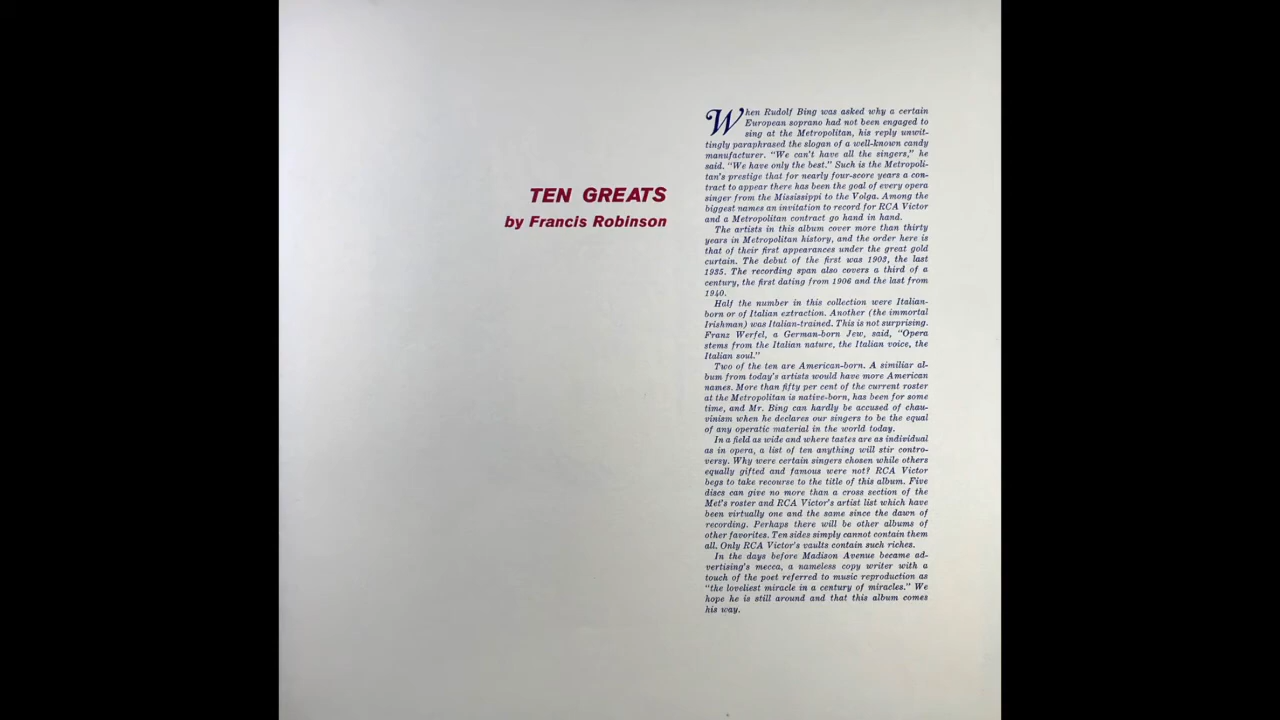 TEN GREATS
by Francis Robinson
When Rudolf Bing was asked why a certain
European soprano had not been engaged to
sing at the Metropolitan, his reply unwit-
tingly paraphrased the slogan of a well-known candy
manufacturer. "We can't have all the singers," he
said. "We have only the best." Such is the Metropoli-
tan's prestige that for nearly four-score years a con-
tract to appear there has been the goal of every opera
singer from the Mississippi to the Volga. Among the
biggest names an invitation to record for RCA Victor
and a Metropolitan contract go hand in hand.
The artists in this album cover more than thirty
years in Metropolitan history, and the order here is
that of their first appearances under the great gold
curtain. The debut of the first was 1903, the last
1935. The recording span also covers a third of a
century, the first dating from 1906 and the last from
1940.
Half the number in this collection were Italian-
born or of Italian extraction. Another (the immortal
Irishman) was Italian-trained. This is not surprising.
Franz Werfel, a German-born Jew, said, "Opera
stems from the Italian nature, the Italian voice, the
Italian soul."
Two of the ten are American-born. A similiar al-
bum from today's artists would have more American
names. More than fifty per cent of the current roster
at the Metropolitan is native-born, has been for some
time, and Mr. Bing can hardly be accused of chau-
vinism when he declares our singers to be the equal
of any operatic material in the world today.
In a field as wide and where tastes are as individual
as in opera, a list of ten anything will stir contro-
versy. Why were certain singers chosen while others
equally gifted and famous were not? RCA Victor
begs to take recourse to the title of this album. Five
discs can give no more than a cross section of the
Met's roster and RCA Victor's artist list which have
been virtually one and the same since the dawn of
recording. Perhaps there will be other albums of
other favorites. Ten sides simply cannot contain them
all. Only RCA Victor's vaults contain such riches.
In the days before Madison Avenue became ad-
vertising's mecca, a nameless copy writer with a
touch of the poet referred to music reproduction as
"the loveliest miracle in a century of miracles." We
hope he is still around and that this album comes
his way.